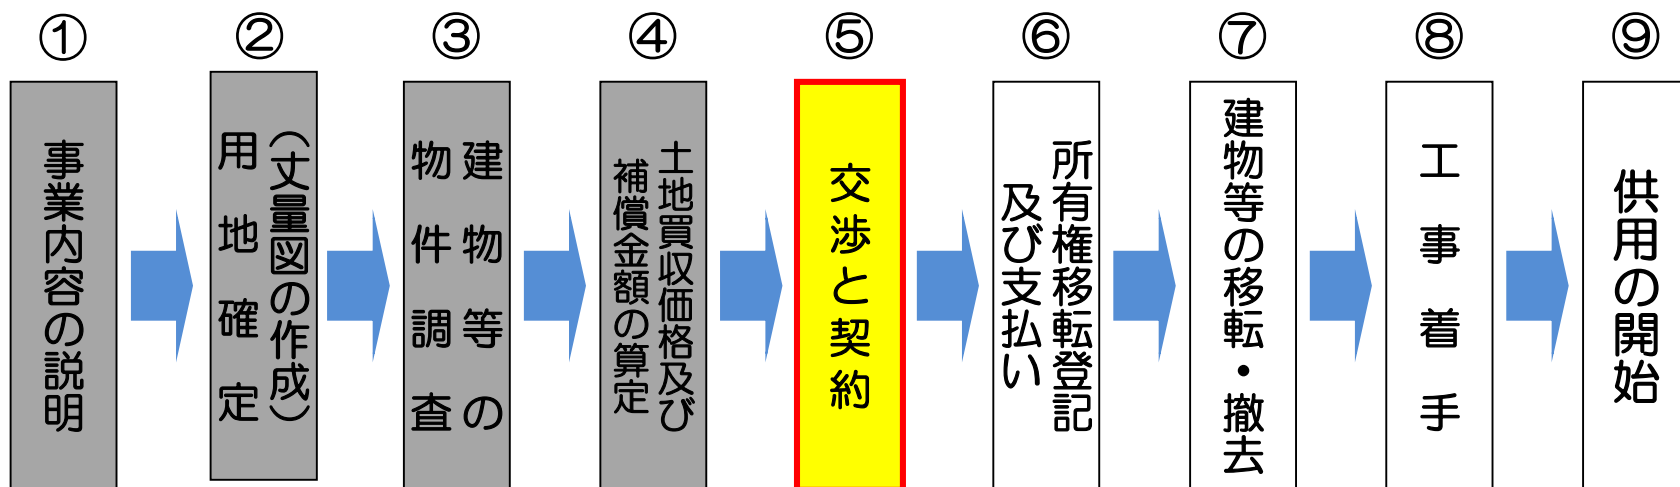 ①
事業内容の説明
②
用地確定
（丈量図の作成）
③
建物等の
物件調査
④
土地買収価格及び
補償金額の算定
⑤
交渉と契約
⑥
所有権移転登記
及び支払い
⑦
建物等の移転・撤去
⑧
工事着手
⑨
供用の開始